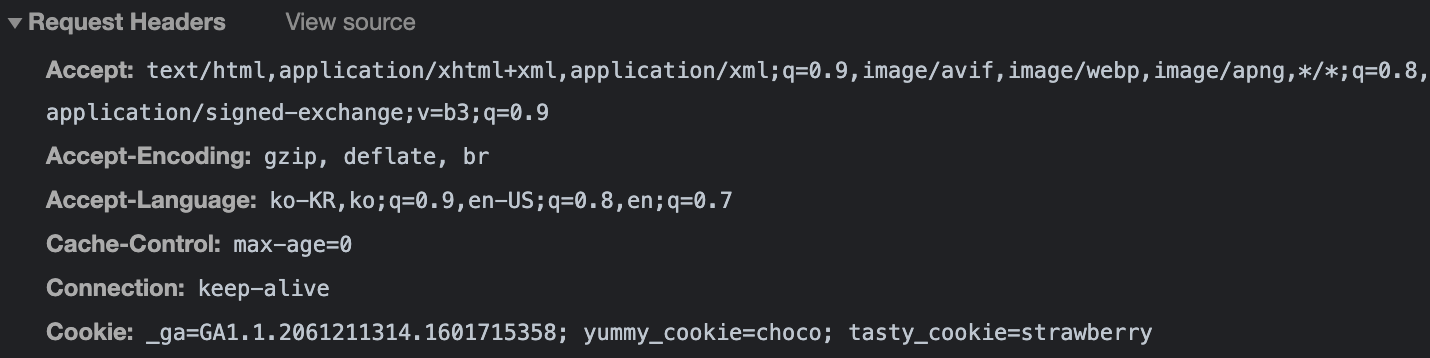 ▼ Request Headers View source
Accept: text/html,application/xhtml+xml,application/xml;q=0.9,image/avif,image/webp,image/apng,*/*;q=0.8,
application/signed-exchange;v=b3;q=0.9
Accept-Encoding: gzip, deflate, br
Accept-Language: ko-KR,ko;q=0.9,en-US;q=0.8,en;q=0.7
Cache-Control: max-age=0
Connection: keep-alive
Cookie: _ga=GA1.1.2061211314.1601715358; yummy_cookie=choco; tasty_cookie=strawberry